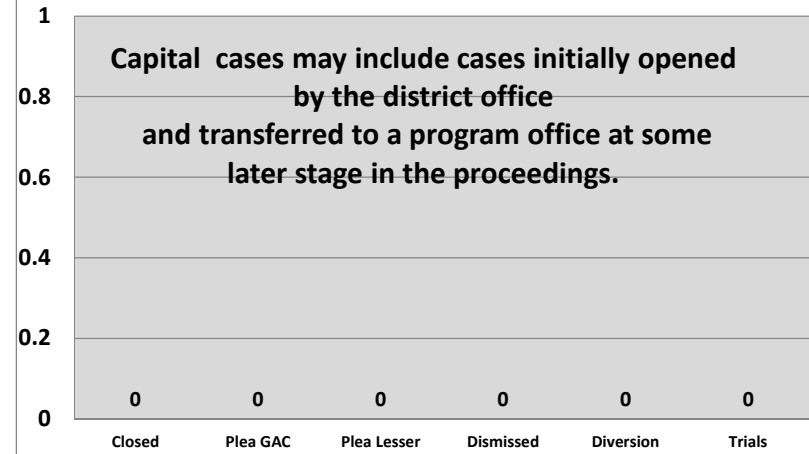 1
Capital cases may include cases initially opened
by the district office
0.8
and transferred to a program office at some
later stage in the proceedings.
0.6
0.4
0.2
0 0 0 0 0 0
0
Closed Plea GAC Plea Lesser Dismissed Diversion Trials